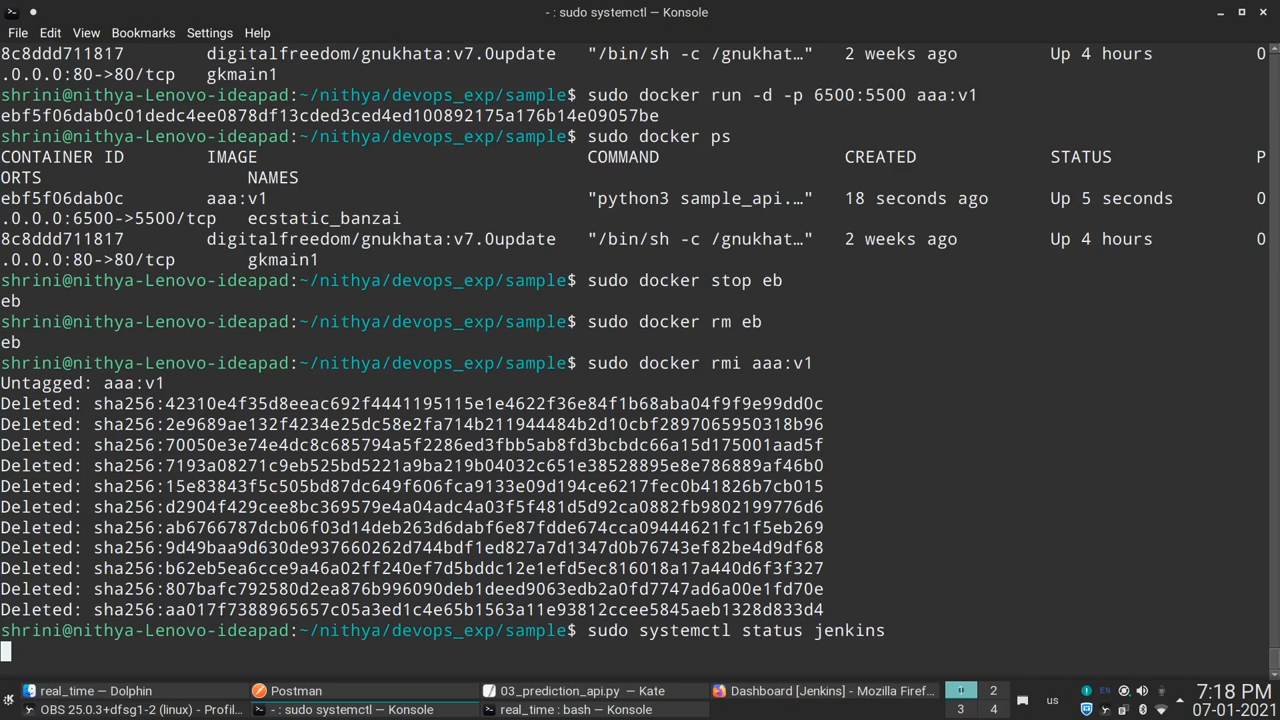 - : sudo systemctl — Konsole
File Edit View Bookmarks Settings Help
8c8ddd711817 digitalfreedom/gnukhata:v7.0update "/bin/sh -c /gnukhat…" 2 weeks ago Up 4 hours 0
.0.0.0:80->80/tcp gkmain1
shrini@nithya-Lenovo-ideapad:~/nithya/devops_exp/sample$ sudo docker run -d -p 6500:5500 aaa:v1
ebf5f06dab0c01dedc4ee0878df13cded3ced4ed100892175a176b14e09057be
shrini@nithya-Lenovo-ideapad:~/nithya/devops_exp/sample$ sudo docker ps
CONTAINER ID IMAGE COMMAND CREATED STATUS P
ORTS NAMES
ebf5f06dab0c aaa:v1 "python3 sample_api.…" 18 seconds ago Up 5 seconds 0
.0.0.0:6500->5500/tcp ecstatic_banzai
8c8ddd711817 digitalfreedom/gnukhata:v7.0update "/bin/sh -c /gnukhat…" 2 weeks ago Up 4 hours 0
.0.0.0:80->80/tcp gkmain1
shrini@nithya-Lenovo-ideapad:~/nithya/devops_exp/sample$ sudo docker stop eb
eb
shrini@nithya-Lenovo-ideapad:~/nithya/devops_exp/sample$ sudo docker rm eb
eb
shrini@nithya-Lenovo-ideapad:~/nithya/devops_exp/sample$ sudo docker rmi aaa:v1
Untagged: aaa:v1
Deleted: sha256:42310e4f35d8eeac692f4441195115e1e4622f36e84f1b68aba04f9f9e99dd0c
Deleted: sha256:2e9689ae132f4234e25dc58e2fa714b211944484b2d10cbf2897065950318b96
Deleted: sha256:70050e3e74e4dc8c685794a5f2286ed3fbb5ab8fd3bcbdc66a15d175001aad5f
Deleted: sha256:7193a08271c9eb525bd5221a9ba219b04032c651e38528895e8e786889af46b0
Deleted: sha256:15e83843f5c505bd87dc649f606fca9133e09d194ce6217fec0b41826b7cb015
Deleted: sha256:d2904f429cee8bc369579e4a04adc4a03f5f481d5d92ca0882fb9802199776d6
Deleted: sha256:ab6766787dcb06f03d14deb263d6dabf6e87fdde674cca09444621fc1f5eb269
Deleted: sha256:9d49baa9d630de937660262d744bdf1ed827a7d1347d0b76743ef82be4d9df68
Deleted: sha256:b62eb5ea6cce9a46a02ff240ef7d5bddc12e1efd5ec816018a17a440d6f3f327
Deleted: sha256:807bafc792580d2ea876b996090deb1deed9063edb2a0fd7747ad6a00e1fd70e
Deleted: sha256:aa017f7388965657c05a3ed1c4e65b1563a11e93812ccee5845aeb1328d833d4
shrini@nithya-Lenovo-ideapad:~/nithya/devops_exp/sample$ sudo systemctl status jenkins
real_time — Dolphin Postman 03_prediction_api.py — Kate Dashboard [Jenkins] — Mozilla Firef… 2 us EN 7:18 PM
OBS 25.0.3+dfsg1-2 (linux) - Profil… - : sudo systemctl — Konsole real_time : bash — Konsole 3 4 07-01-2021